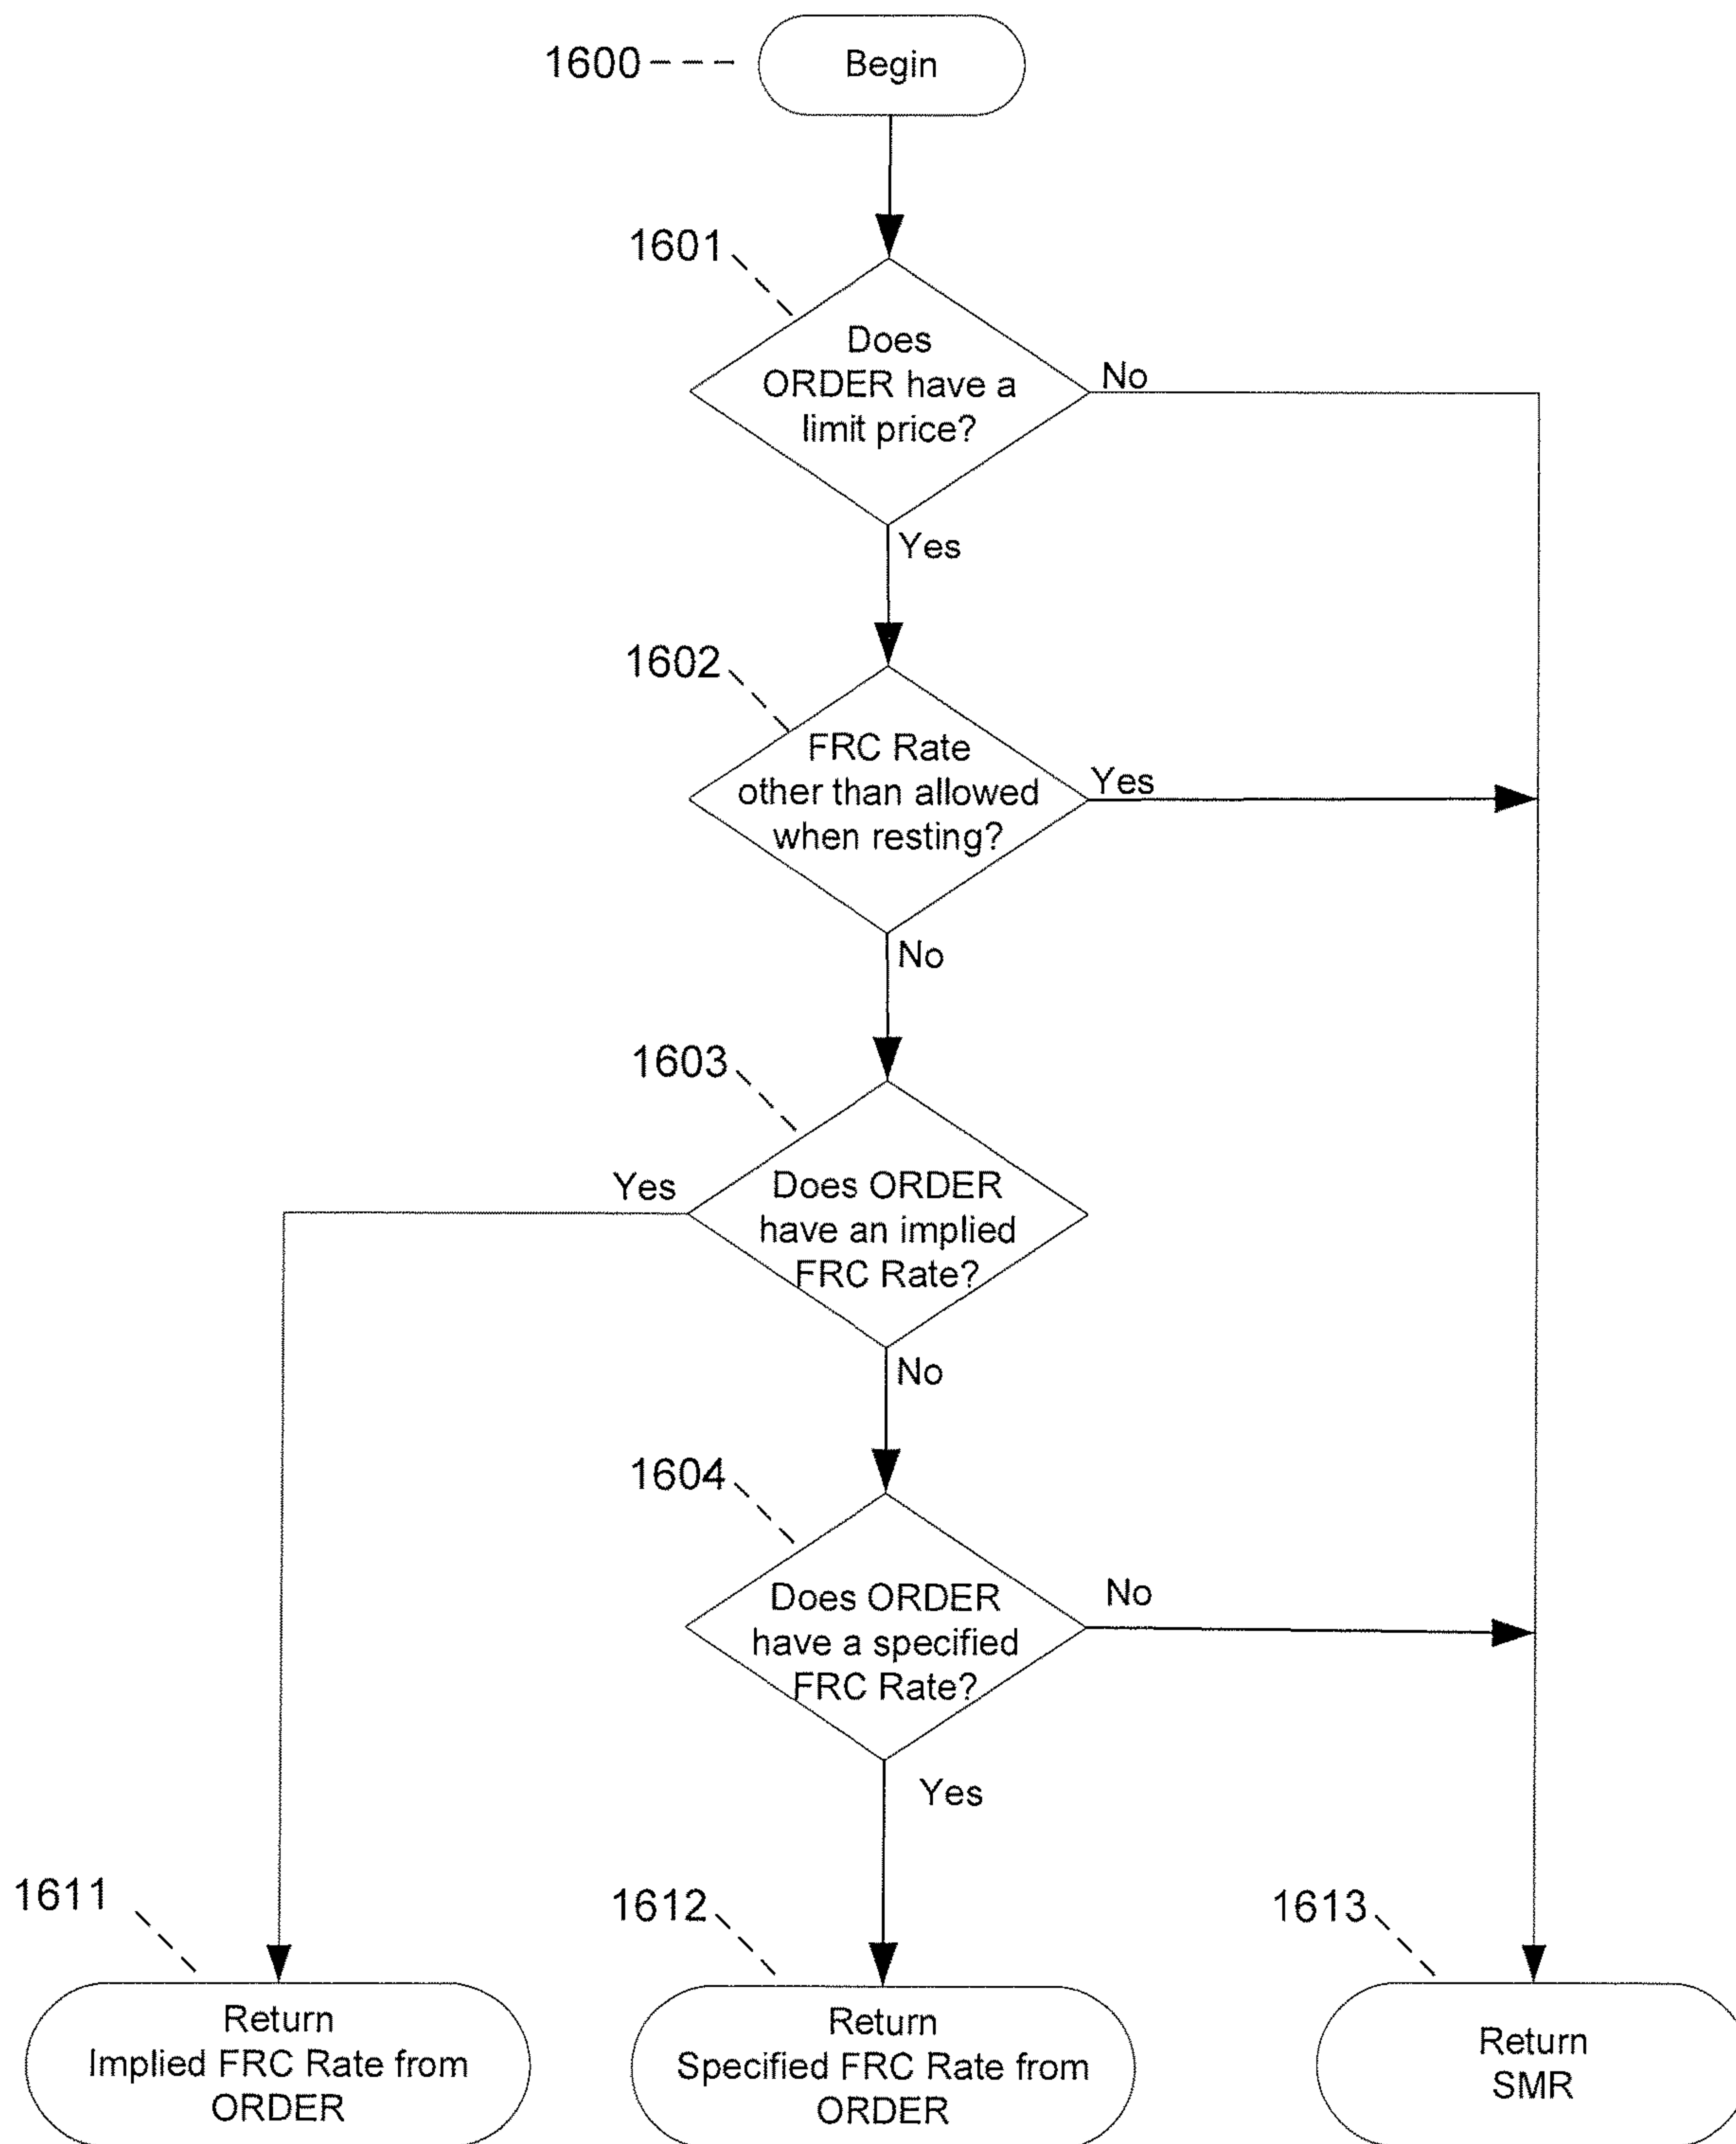 1600
Begin
1601
Does
ORDER have a
limit price?
No
Yes
1602
FRC Rate
other than allowed
when resting?
Yes
No
1603
Yes
Does ORDER
have an implied
FRC Rate?
No
1604
Does ORDER
have a specified
FRC Rate?
No
Yes
1611
1612
1613
Return
Implied FRC Rate from
ORDER
Return
Specified FRC Rate from
ORDER
Return
SMR